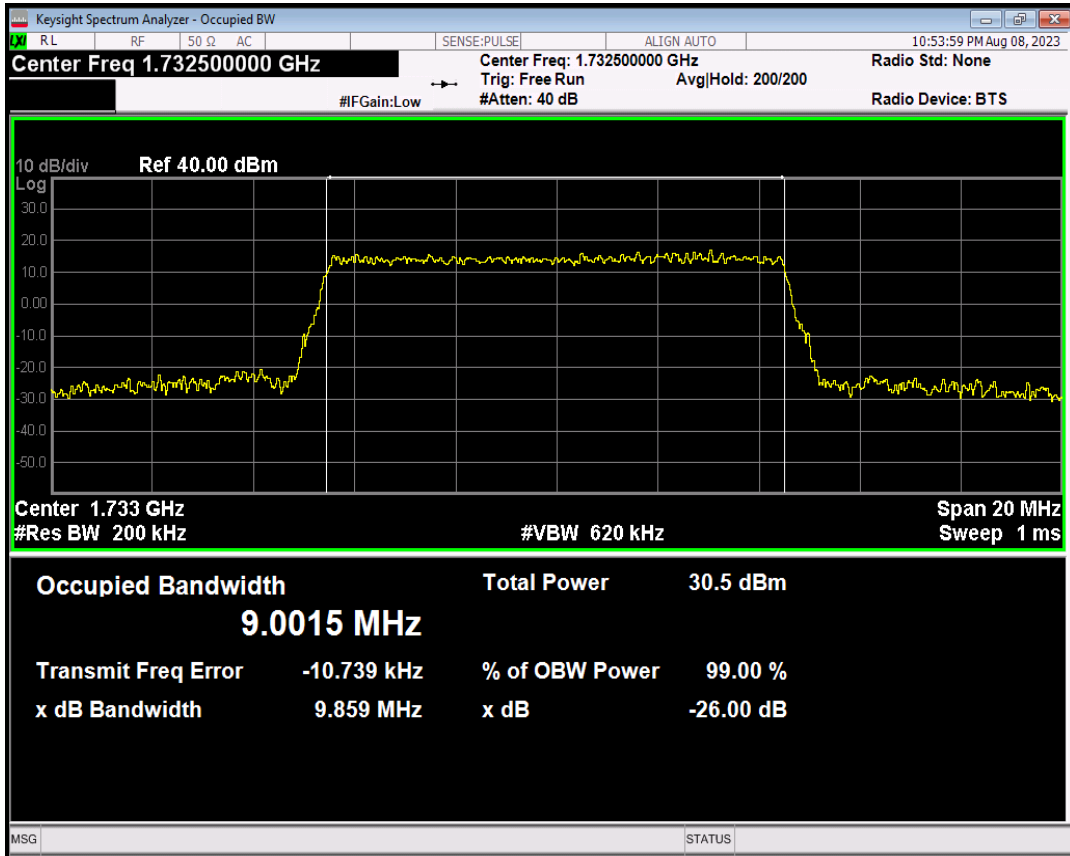 Keysight Spectrum Analyzer - Occupied BW
LXI RL RF 50 Ω AC SENSE:PULSE ALIGN AUTO 10:53:59 PM Aug 08, 2023
Center Freq 1.732500000 GHz
Center Freq: 1.732500000 GHz
Radio Std: None
Trig: Free Run Avg|Hold: 200/200
#IFGain:Low #Atten: 40 dB Radio Device: BTS
10 dB/div Ref 40.00 dBm
Log
30.0
20.0
10.0
0.00
-10.0
-20.0
-30.0
-40.0
-50.0
Center 1.733 GHz Span 20 MHz
#Res BW 200 kHz #VBW 620 kHz Sweep 1 ms
Occupied Bandwidth Total Power 30.5 dBm
9.0015 MHz
Transmit Freq Error -10.739 kHz % of OBW Power 99.00 %
x dB Bandwidth 9.859 MHz x dB -26.00 dB
MSG STATUS